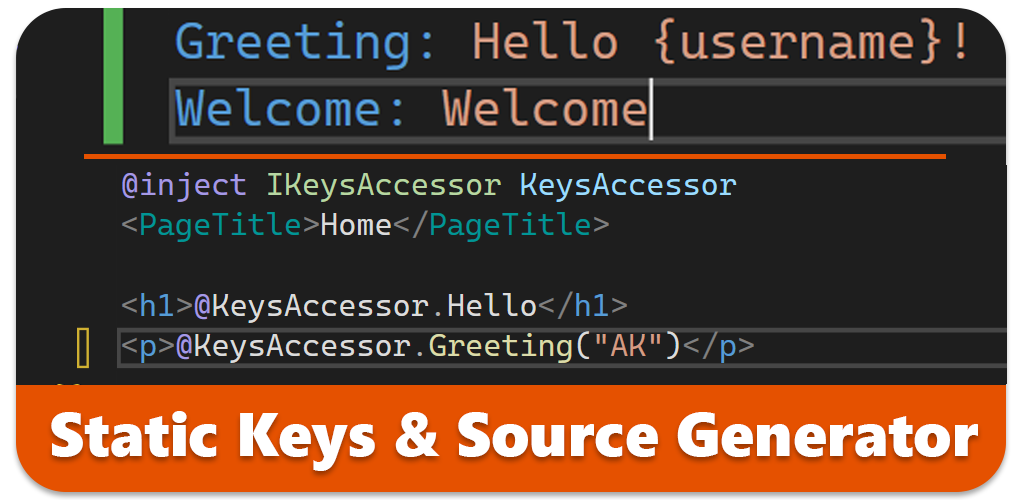 Greeting: Hello {username}!
Welcome: Welcome
@inject IKeysAccessor KeysAccessor
<PageTitle>Home</PageTitle>
<h1>@KeysAccessor.Hello</h1>
<p>@KeysAccessor.Greeting("AK")</p>
Static Keys & Source Generator